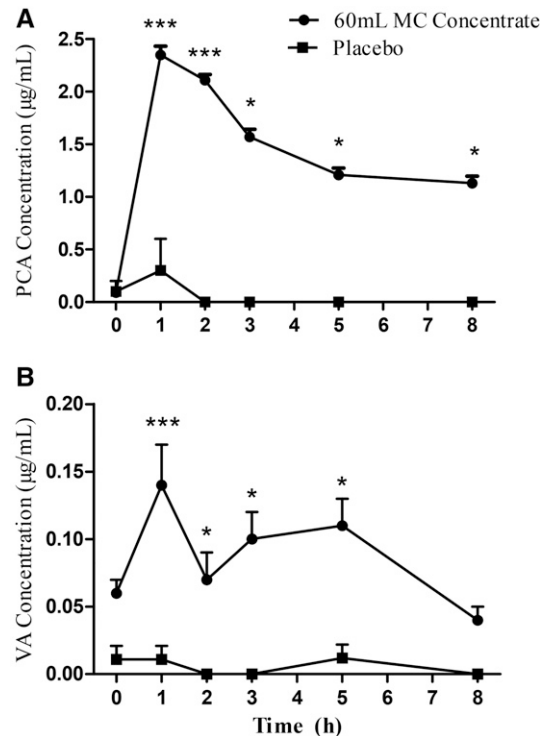 A
60mL MC Concentrate
Placebo
PCA Concentration (µg/mL)
2.5
2.0
1.5
1.0
0.5
0.0
***
***
*
*
*
0 1 2 3 4 5 6 7 8
B
VA Concentration (µg/mL)
0.20
0.15
0.10
0.05
0.00
***
*
*
*
0 1 2 3 4 5 6 7 8
Time (h)